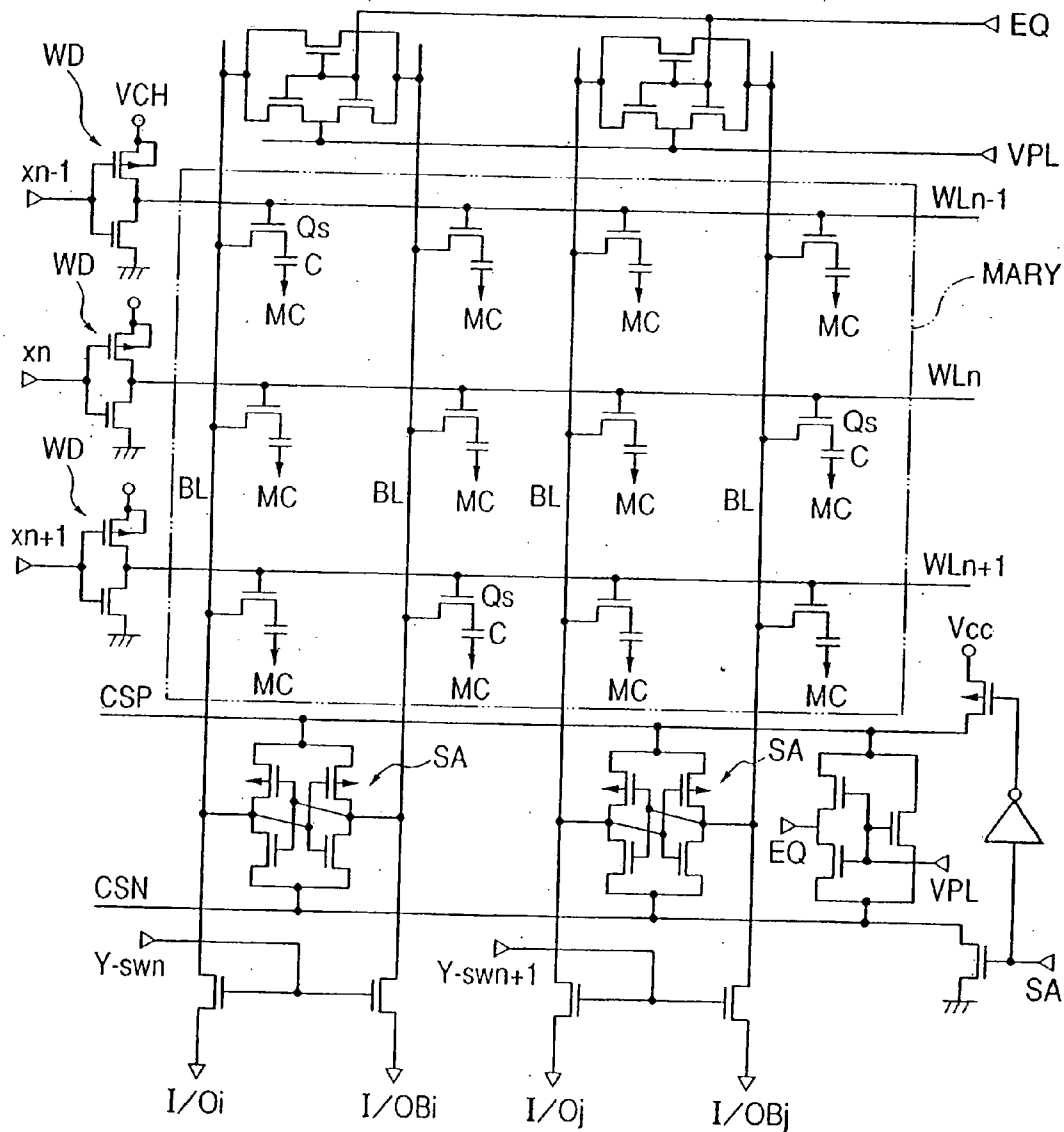 EQ
WD
VCH
VPL
xn-1
WLn-1
Qs
C
WD
MARY
MC
MC
MC
MC
xn
WLn
Qs
C
WD
BL
MC
BL
MC
BL
MC
BL
MC
xn+1
WLn+1
Qs
C
Vcc
MC
MC
MC
MC
CSP
SA
SA
EQ
VPL
CSN
Y-swn
Y-swn+1
SA
I/Oi
I/OBi
I/Oj
I/OBj